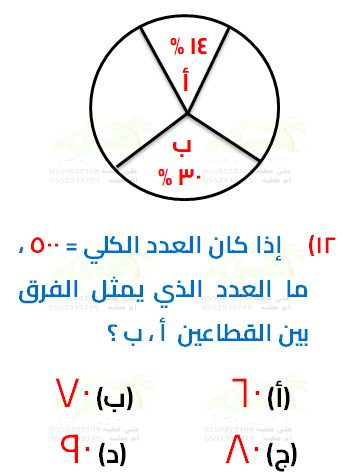 ١٤ %
أ
ب
٣٠ %
١٢) إذا كان العدد الكلي = ٥٠٠ ،
ما العدد الذي يمثل الفرق
بين القطاعين أ ، ب ؟
(أ) ٦٠ (ب) ٧٠
(ج) ٨٠ (د) ٩٠